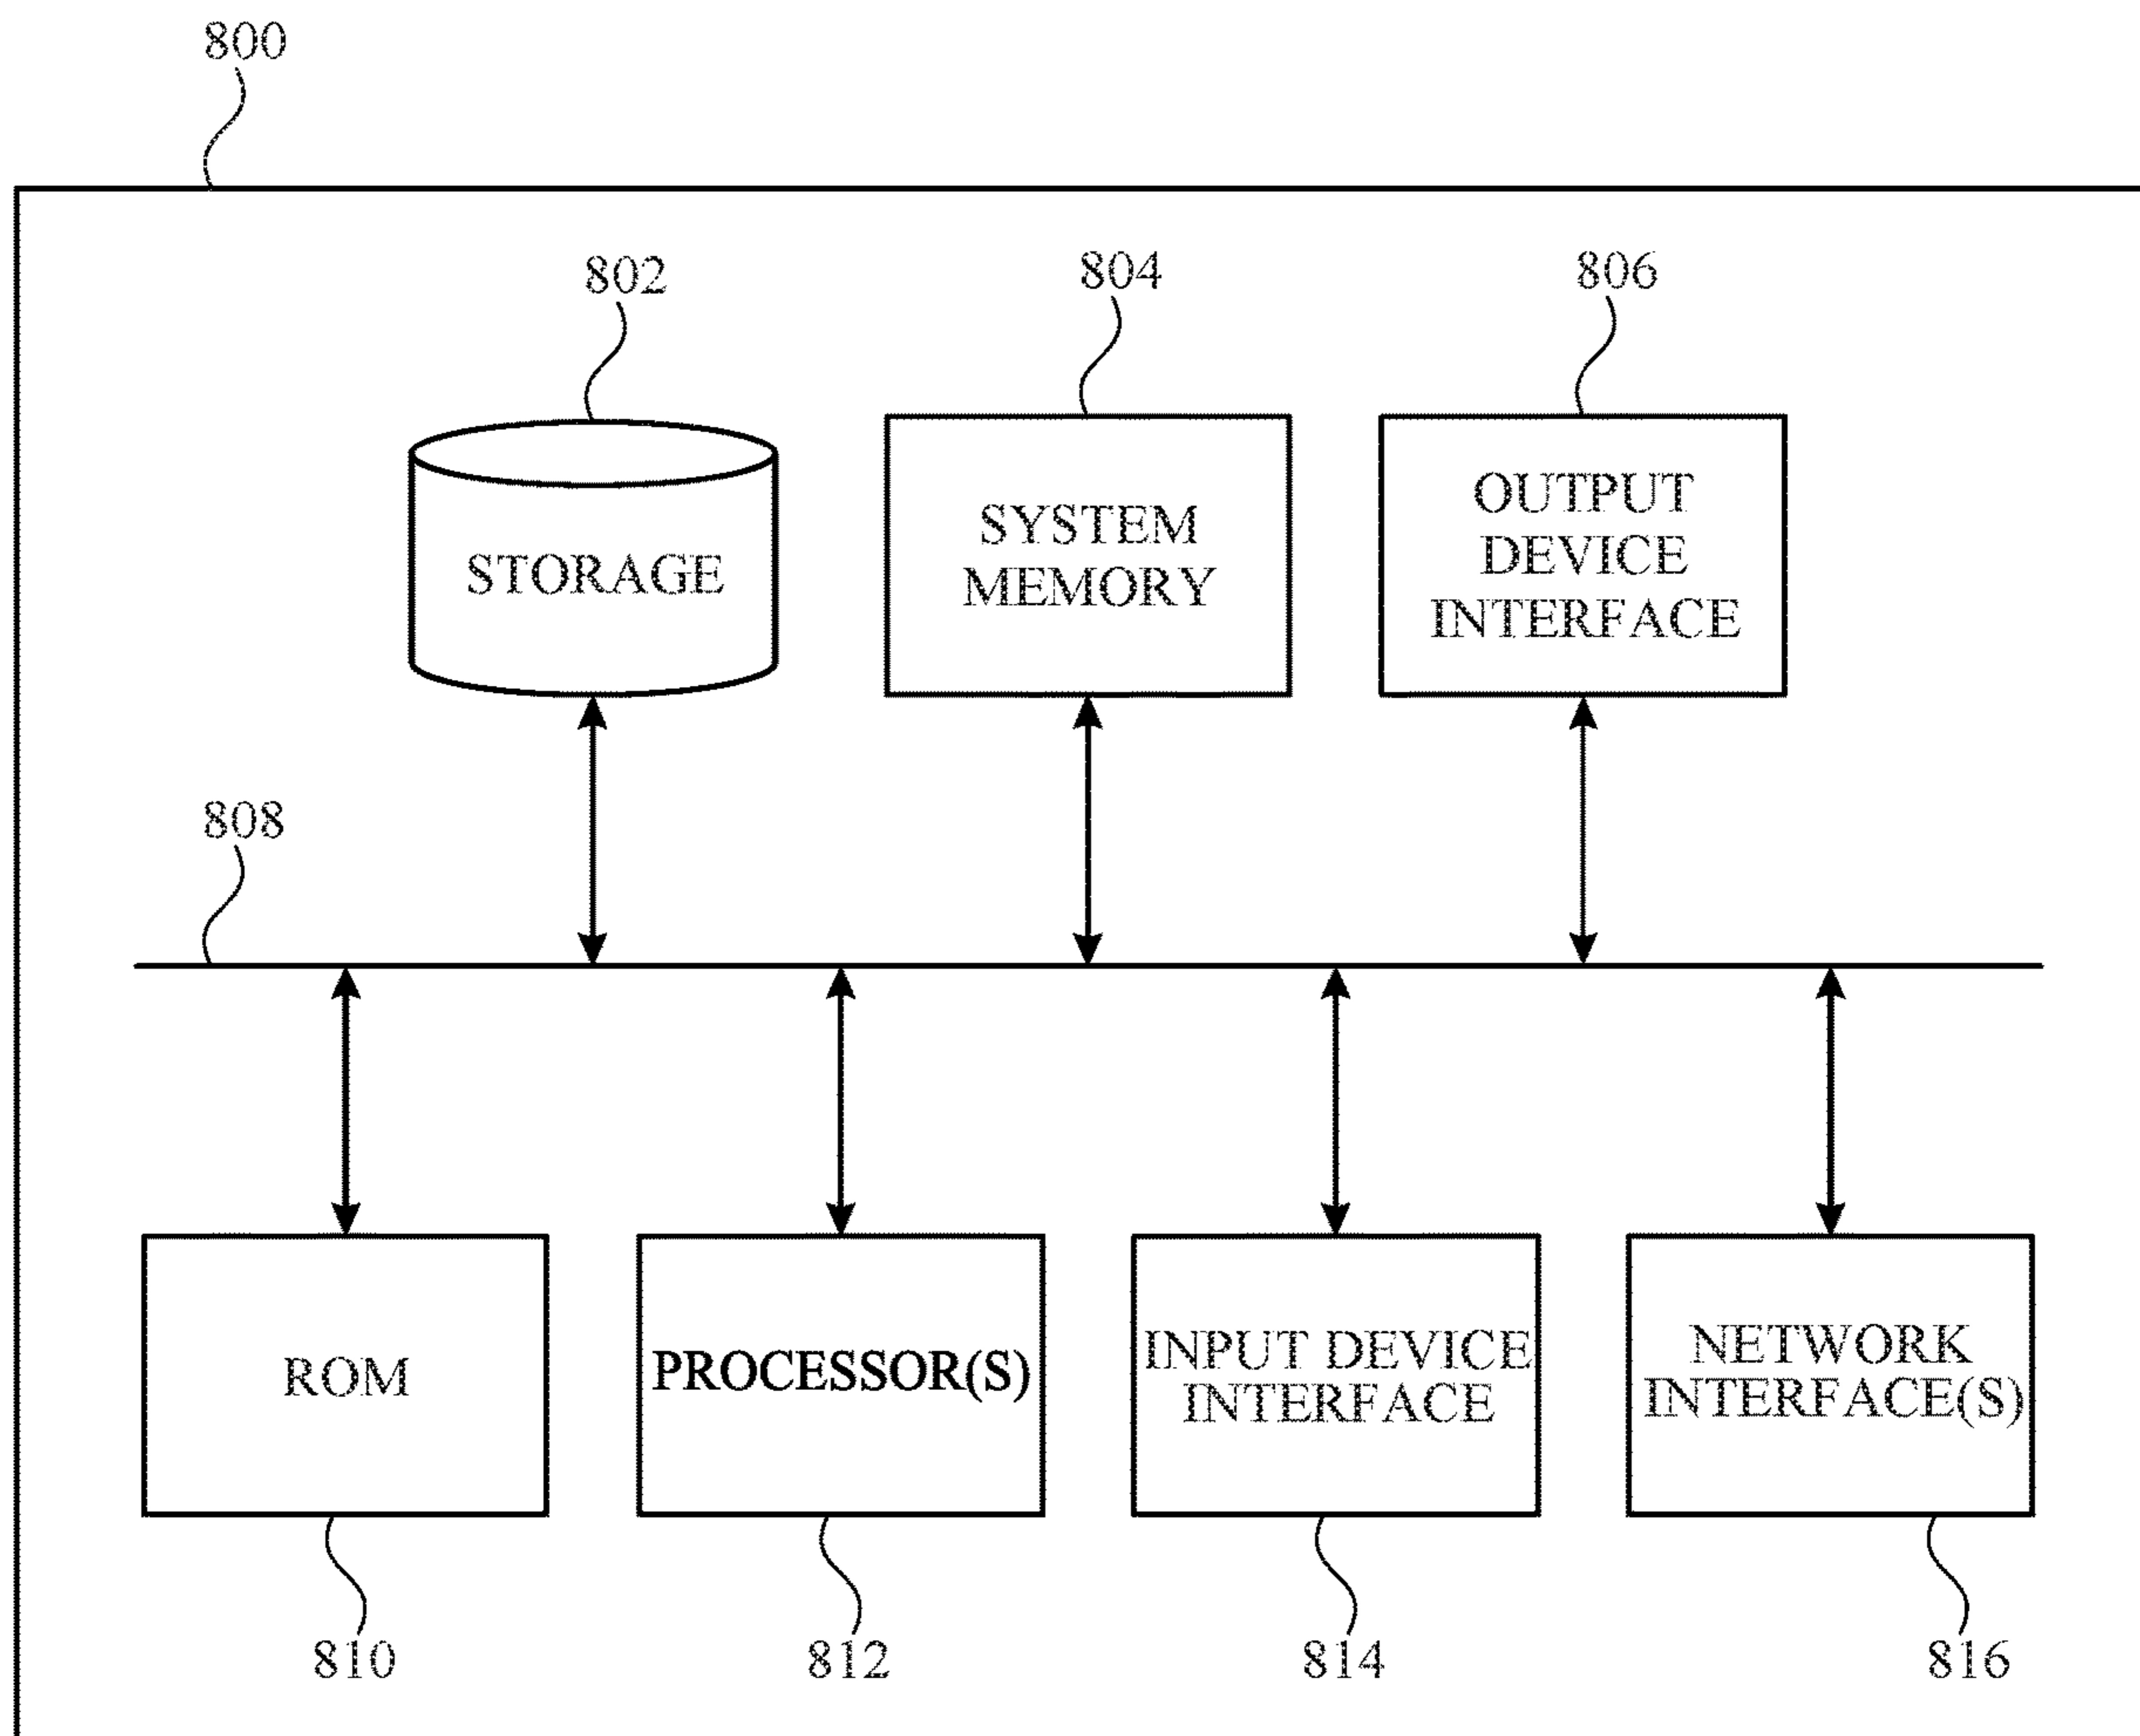 800
802
804
806
STORAGE
SYSTEM
MEMORY
OUTPUT
DEVICE
INTERFACE
808
ROM
PROCESSOR(S)
INPUT DEVICE
INTERFACE
NETWORK
INTERFACE(S)
810
812
814
816